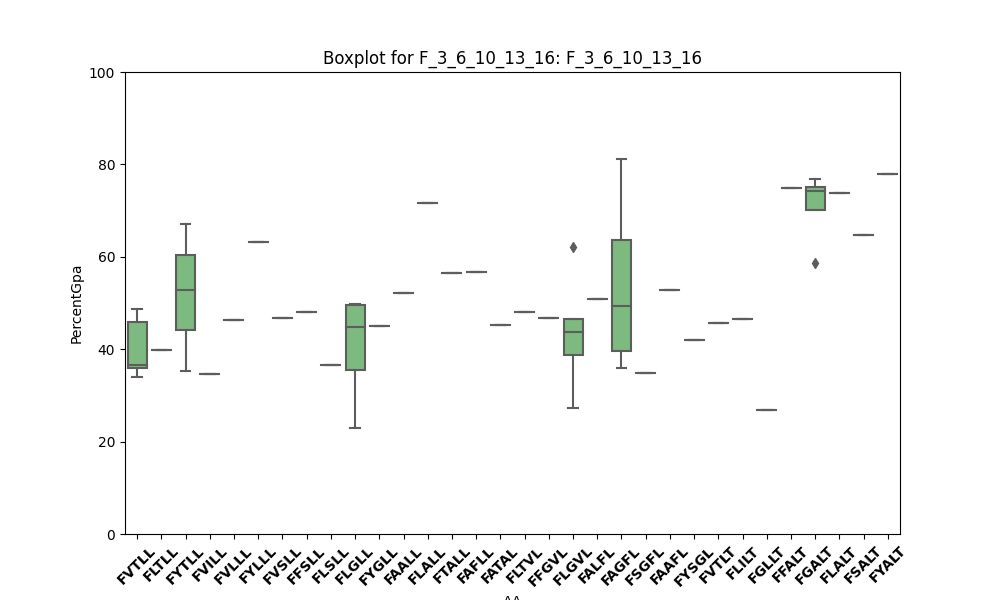 Boxplot for F_3_6_10_13_16: F_3_6_10_13_16
100
80
60
40
20
0
PercentGpa
FVTLL
FLTLL
FYTLL
FVILL
FVLLL
FYLLL
FVSLL
FFSLL
FLSLL
FLGLL
FYGLL
FAALL
FLALL
FTALL
FAFLL
FATAL
FLTVL
FFGVL
FLGVL
FALFL
FAGFL
FSGFL
FAAFL
FYSGL
FVTLT
FLILT
FGLLT
FFALT
FGALT
FLALT
FSALT
FYALT
AA